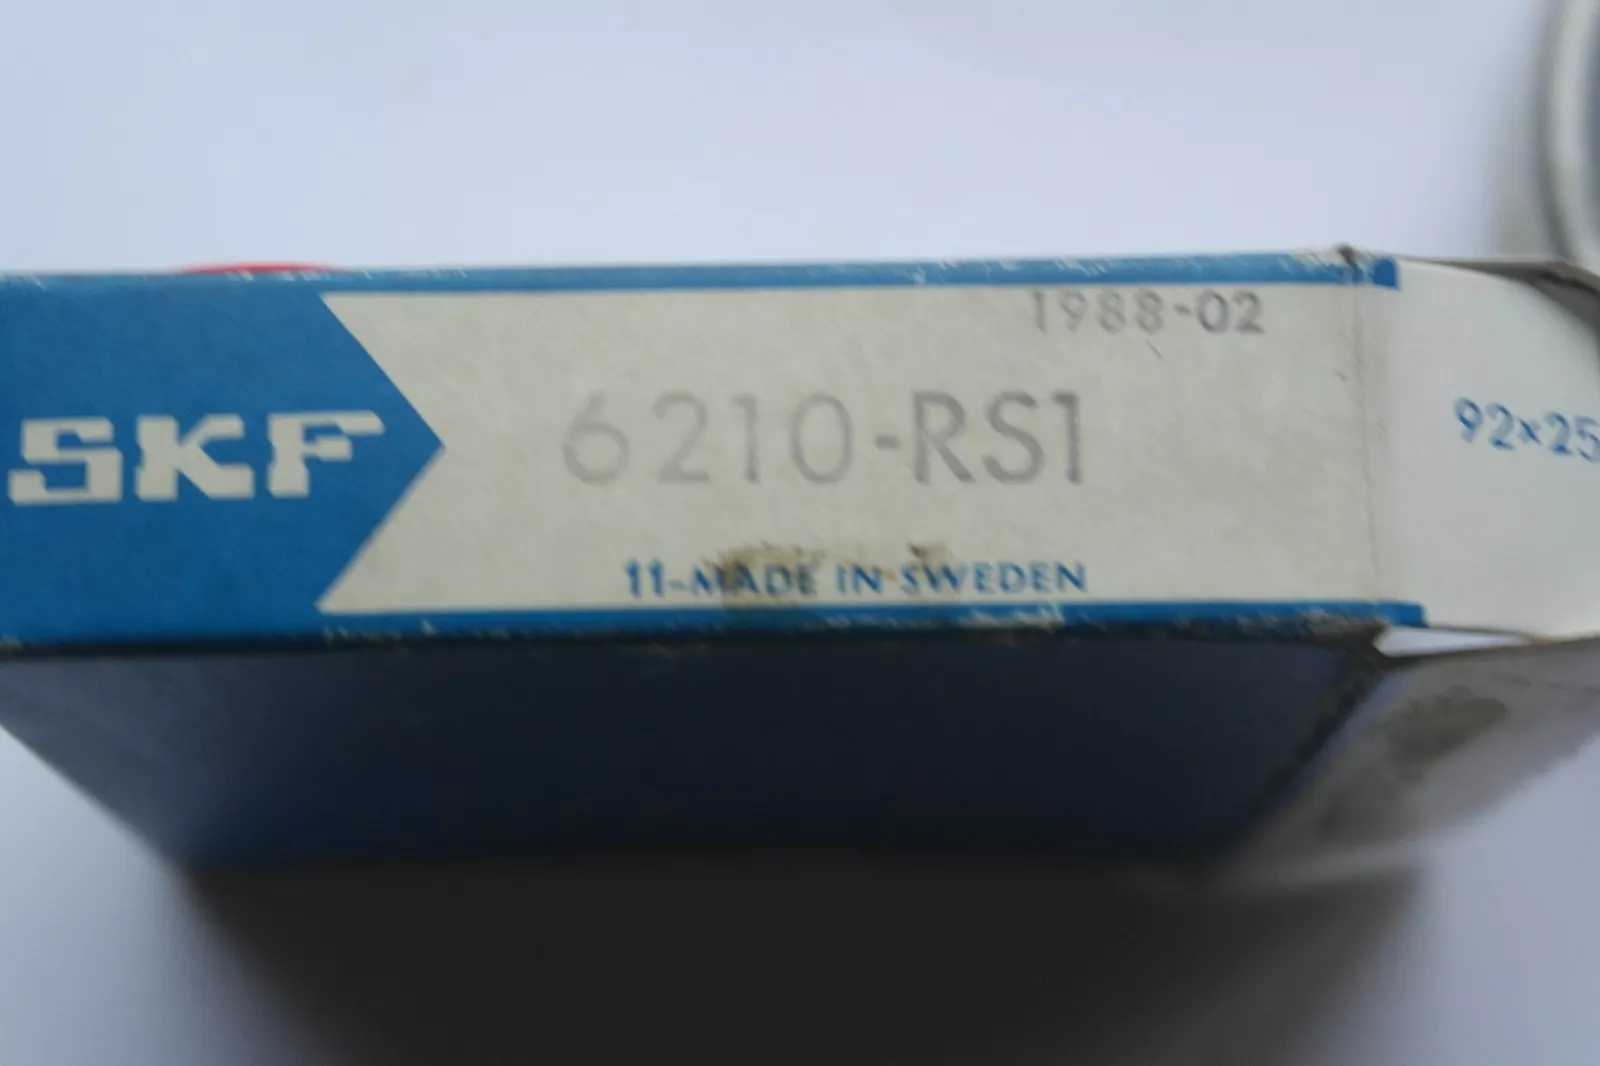 1988-02
SKF
6210-RS1
92x25
11-MADE IN SWEDEN